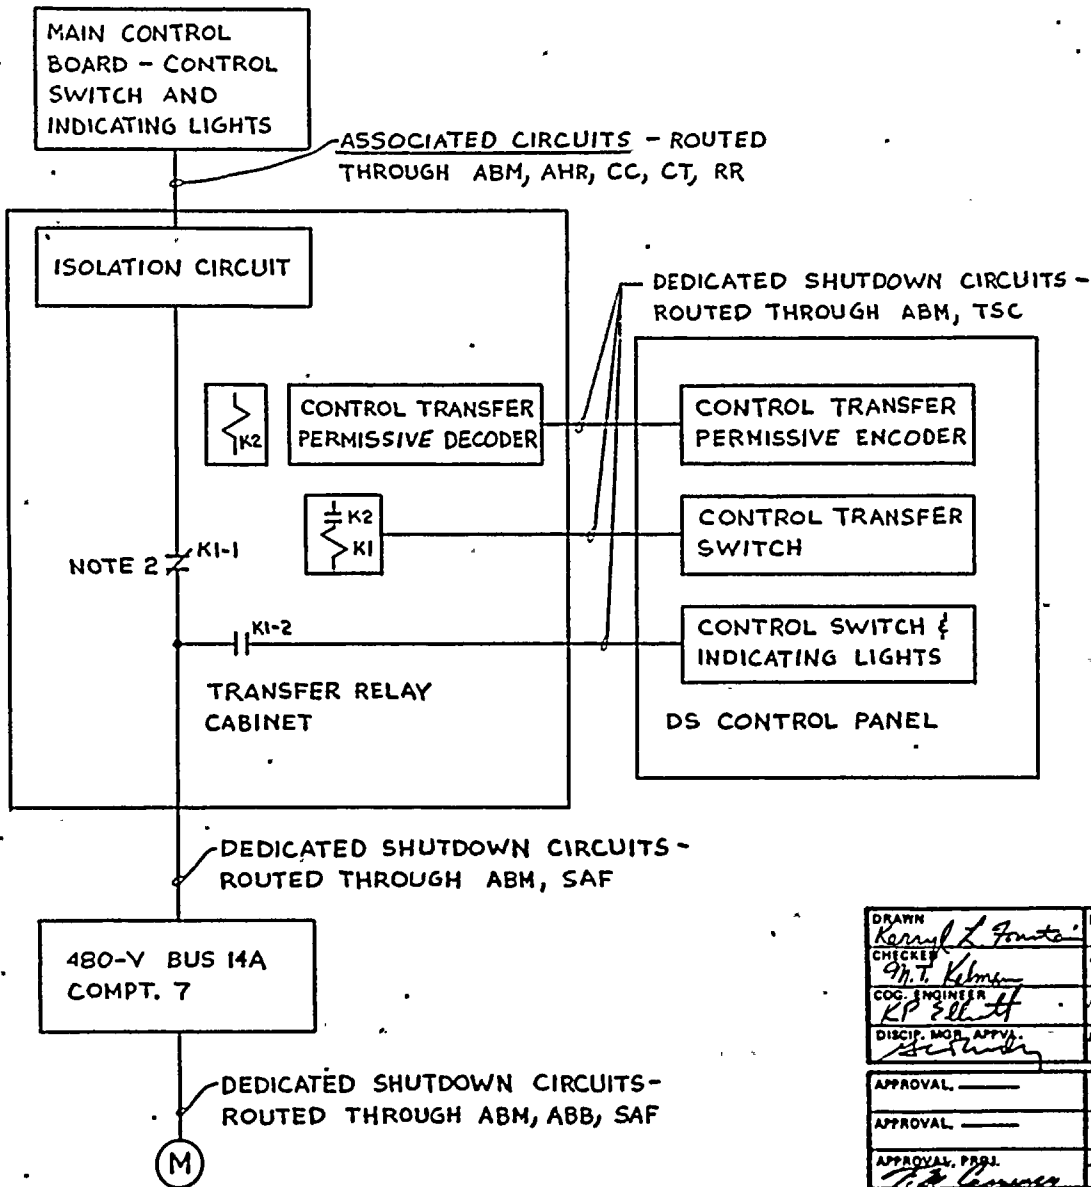 MAIN CONTROL
BOARD - CONTROL
SWITCH AND
INDICATING LIGHTS
ASSOCIATED CIRCUITS - ROUTED
THROUGH ABM, AHR, CC, CT, RR
ISOLATION CIRCUIT
DEDICATED SHUTDOWN CIRCUITS -
ROUTED THROUGH ABM, TSC
K2
CONTROL TRANSFER
PERMISSIVE DECODER
CONTROL TRANSFER
PERMISSIVE ENCODER
K2
K1
CONTROL TRANSFER
SWITCH
NOTE 2
K1-1
K1-2
CONTROL SWITCH &
INDICATING LIGHTS
TRANSFER RELAY
CABINET
DS CONTROL PANEL
DEDICATED SHUTDOWN CIRCUITS -
ROUTED THROUGH ABM, SAF
480-V BUS 14A
COMPT. 7
DEDICATED SHUTDOWN CIRCUITS-
ROUTED THROUGH ABM, ABB, SAF
M
DRAWN
CHECKED
M.T. Kelman
COG. ENGINEER
KP Elliott
DISCIP. MGR. APPVL.
APPROVAL.
APPROVAL.
APPROVAL. PROJ.